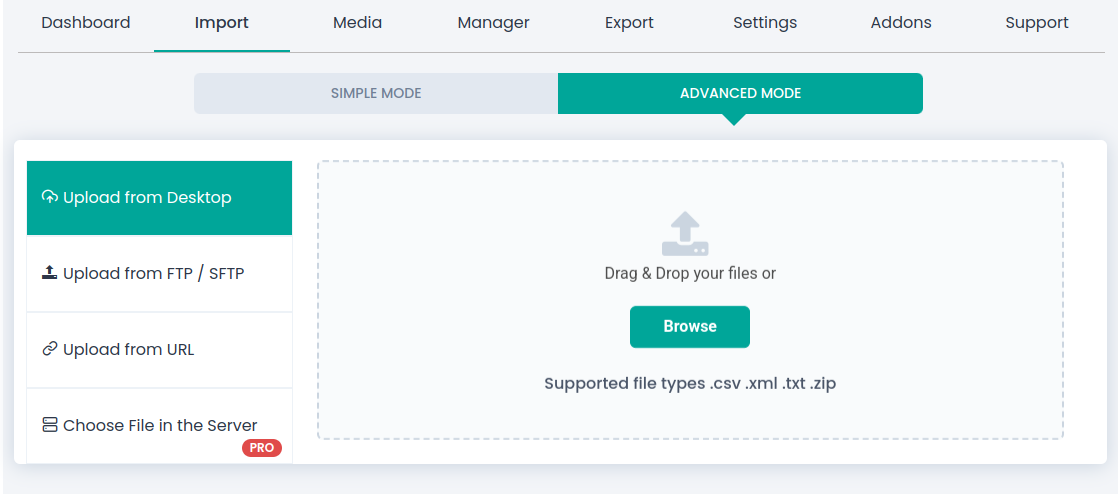 Dashboard Import Media Manager Export Settings Addons Support
SIMPLE MODE ADVANCED MODE
Upload from Desktop
Upload from FTP / SFTP
Upload from URL
Choose File in the Server
PRO
Drag & Drop your files or
Browse
Supported file types .csv .xml .txt .zip